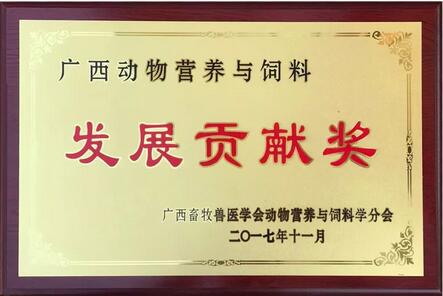 广西动物营养与饲料
发展贡献奖
广西畜牧兽医学会动物营养与饲料学分会
二〇一七年十一月